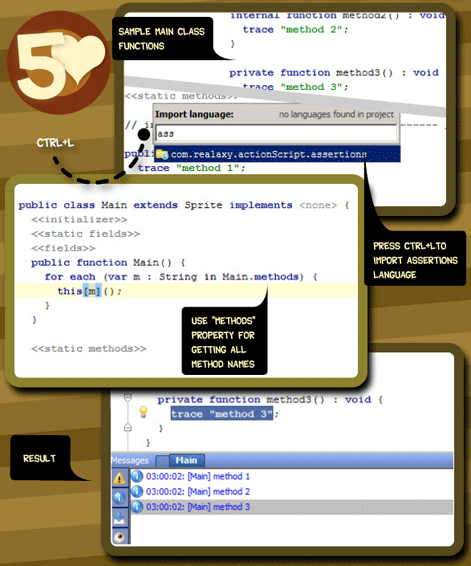 5
SAMPLE MAIN CLASS
FUNCTIONS
internal function method2() : void
trace "method 2";
}
private function method3() : void
trace "method 3";
<<static methods>>
Import language:
no languages found in project
ass
com.realaxy.actionScript.assertions
trace "method 1";
CTRL+L
PRESS CTRL+LTO
IMPORT ASSERTIONS
LANGUAGE
public class Main extends Sprite implements <none> {
<<initializer>>
<<static fields>>
<<fields>>
public function Main() {
for each (var m : String in Main.methods) {
this[m]();
}
}
<<static methods>>
USE "METHODS"
PROPERTY FOR
GETTING ALL
METHOD NAMES
RESULT
private function method3() : void {
trace "method 3";
}
}
Messages
Main
03:00:02: [Main] method 1
03:00:02: [Main] method 2
03:00:02: [Main] method 3